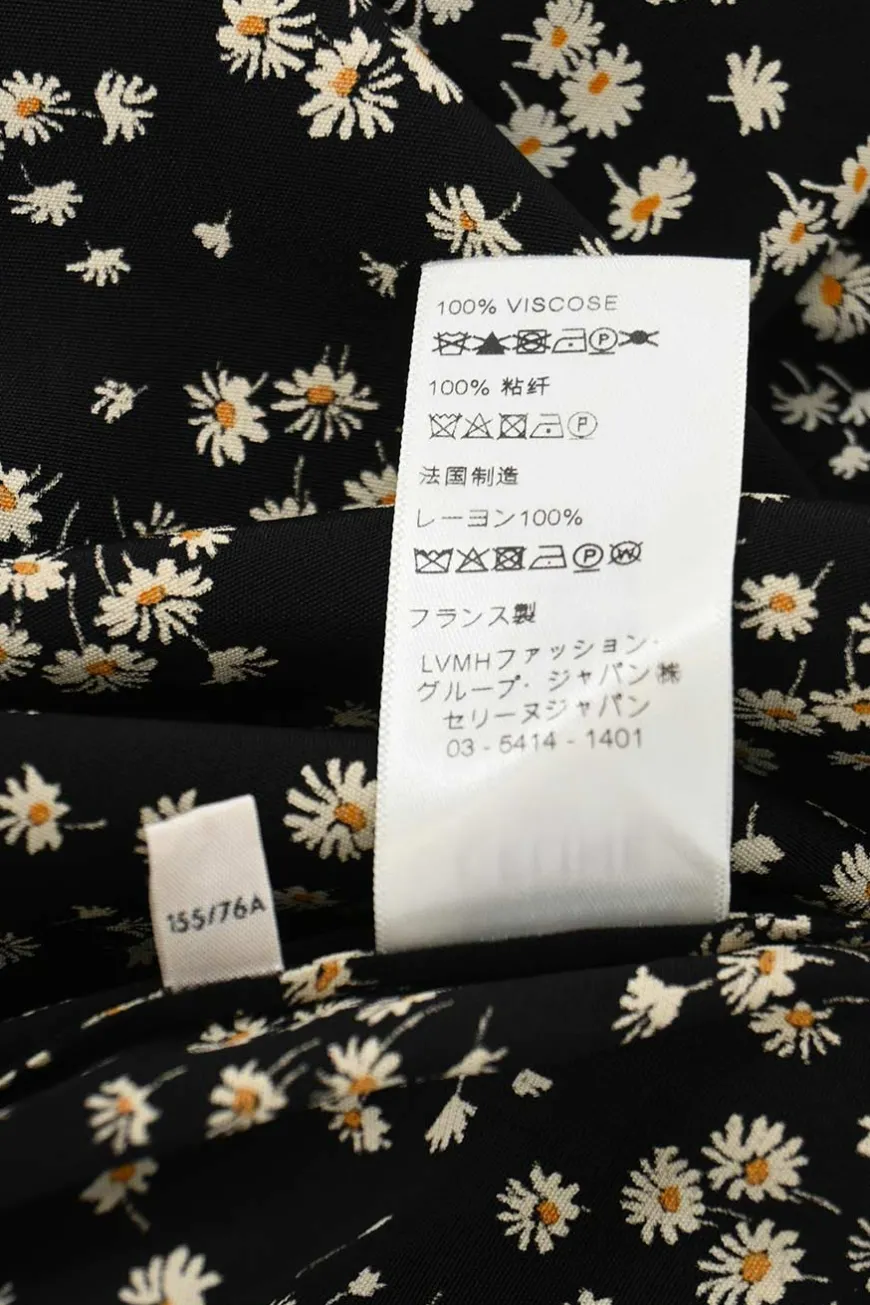 100% VISCOSE
100% 粘纤
法国制造
レーヨン100%
フランス製
LVMHファッション・
グループ・ジャパン㈱
セリーヌジャパン
03 - 5414 - 1401
155/76A